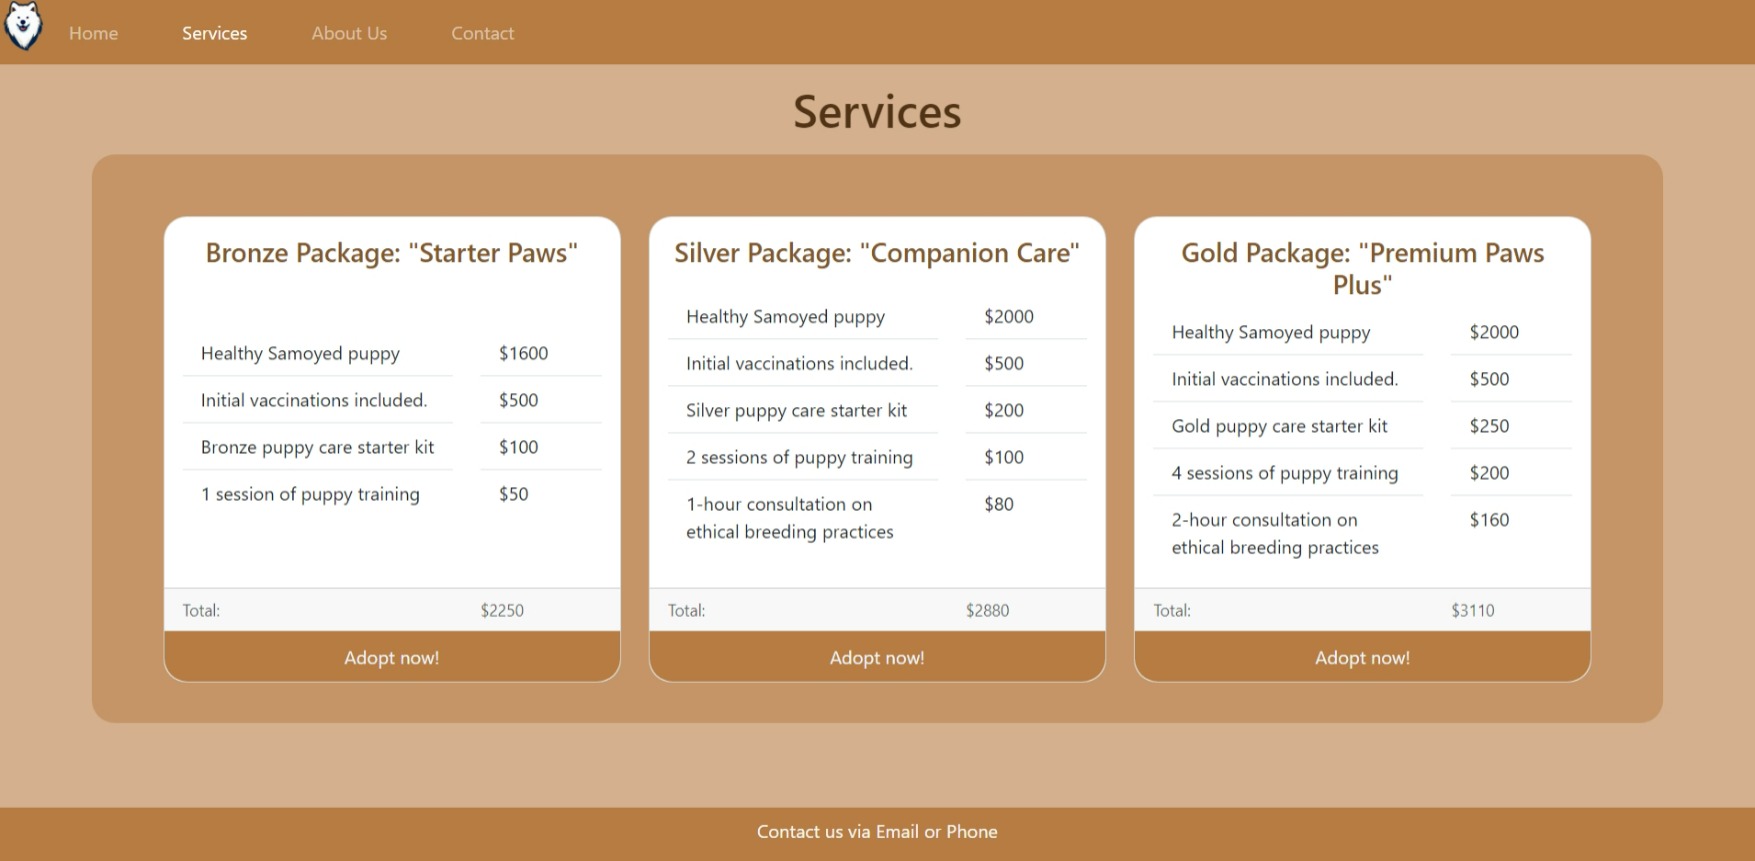 Home Services About Us Contact
Services
Bronze Package: "Starter Paws"
Healthy Samoyed puppy $1600
Initial vaccinations included. $500
Bronze puppy care starter kit $100
1 session of puppy training $50
Total: $2250
Adopt now!
Silver Package: "Companion Care"
Healthy Samoyed puppy $2000
Initial vaccinations included. $500
Silver puppy care starter kit $200
2 sessions of puppy training $100
1-hour consultation on $80
ethical breeding practices
Total: $2880
Adopt now!
Gold Package: "Premium Paws
Plus"
Healthy Samoyed puppy $2000
Initial vaccinations included. $500
Gold puppy care starter kit $250
4 sessions of puppy training $200
2-hour consultation on $160
ethical breeding practices
Total: $3110
Adopt now!
Contact us via Email or Phone